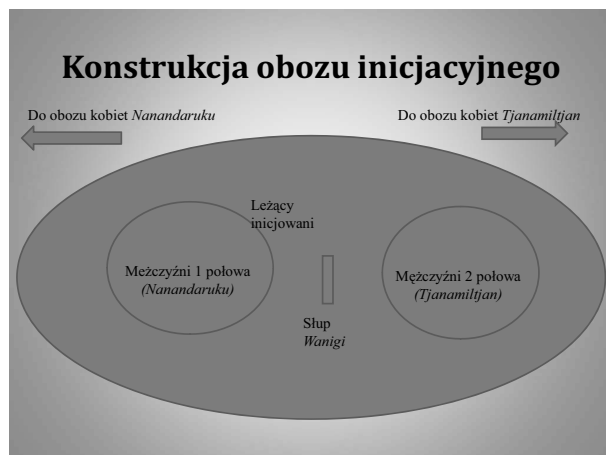 Konstrukcja obozu inicjacyjnego
Do obozu kobiet Nanandaruku
Do obozu kobiet Tjanamiltjan
Leżący
inicjowani
Meżczyźni 1 połowa
(Nanandaruku)
Mężczyźni 2 połowa
(Tjanamiltjan)
Słup
Wanigi